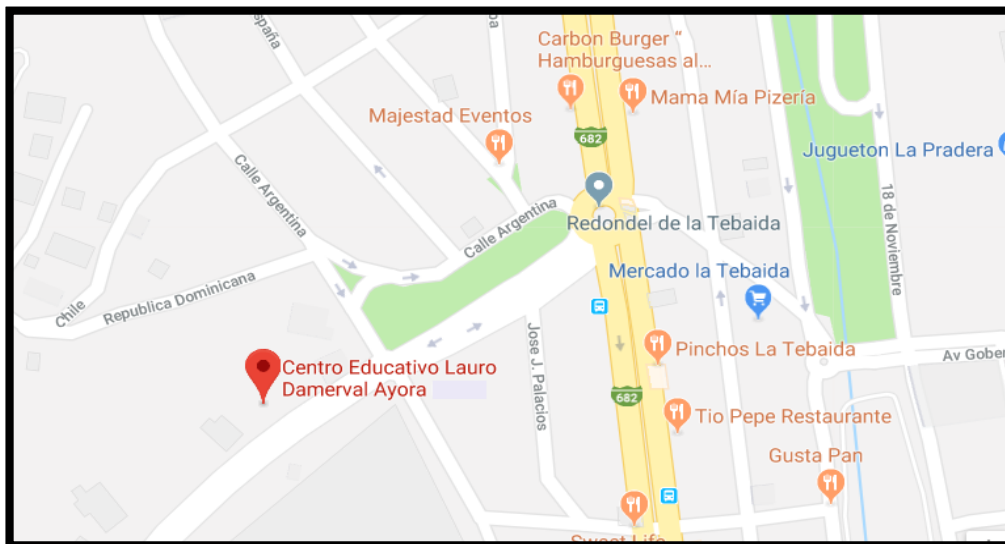 España
Carbon Burger “
Hamburguesas al...
Mama Mía Pizería
Majestad Eventos
682
Jugueton La Pradera
Calle Argentina
18 de Noviembre
Calle Argentina
Redondel de la Tebaida
Mercado la Tebaida
Republica Dominicana
Chile
Jose J. Palacios
Pinchos La Tebaida
Av Gober
Centro Educativo Lauro
Damerval Ayora
682
Tio Pepe Restaurante
Gusta Pan
Sweet Life